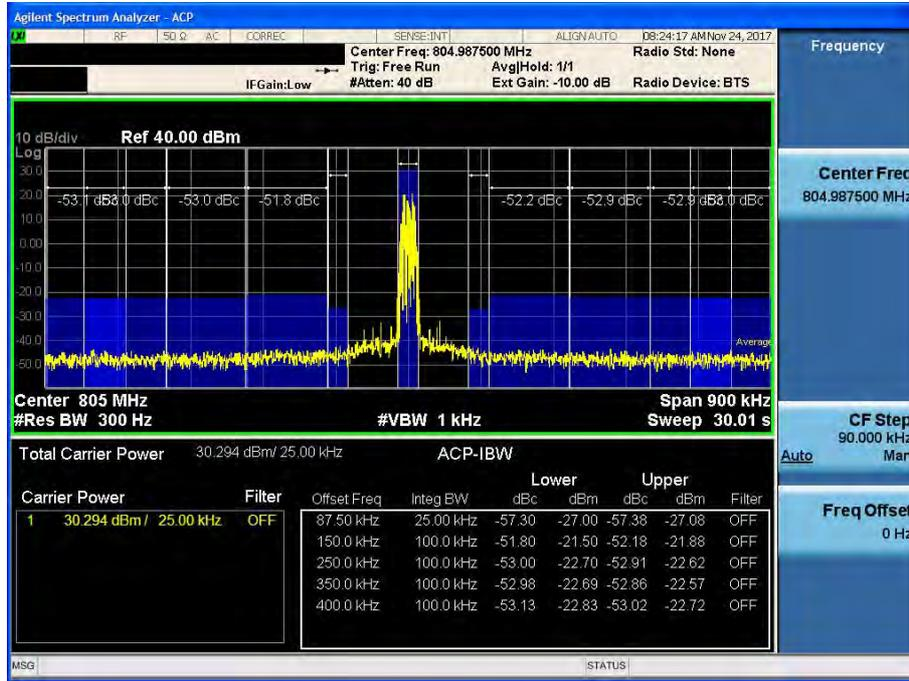 Agilent Spectrum Analyzer - ACP
LXI RF 50 Ω AC CORREC SENSE:INT ALIGN AUTO 08:24:17 AM Nov 24, 2017
Center Freq: 804.987500 MHz Radio Std: None
Trig: Free Run Avg|Hold: 1/1
IFGain:Low #Atten: 40 dB Ext Gain: -10.00 dB Radio Device: BTS
Frequency
10 dB/div Ref 40.00 dBm
Log
30.0
20.0
-53.1 dBc -53.0 dBc -51.8 dBc -52.2 dBc -52.9 dBc -52.9 dBc
10.0
0.00
-10.0
-20.0
-30.0
-40.0
Average
-50.0
Center 805 MHz Span 900 kHz
#Res BW 300 Hz #VBW 1 kHz Sweep 30.01 s
Center Freq
804.987500 MHz
CF Step
90.000 kHz
Auto Man
Freq Offset
0 Hz
Total Carrier Power 30.294 dBm/ 25.00 kHz ACP-IBW
Lower Upper
Carrier Power Filter Offset Freq Integ BW dBc dBm dBc dBm Filter
1 30.294 dBm / 25.00 kHz OFF
87.50 kHz 25.00 kHz -57.30 -27.00 -57.38 -27.08 OFF
150.0 kHz 100.0 kHz -51.80 -21.50 -52.18 -21.88 OFF
250.0 kHz 100.0 kHz -53.00 -22.70 -52.91 -22.62 OFF
350.0 kHz 100.0 kHz -52.98 -22.69 -52.86 -22.57 OFF
400.0 kHz 100.0 kHz -53.13 -22.83 -53.02 -22.72 OFF
MSG STATUS